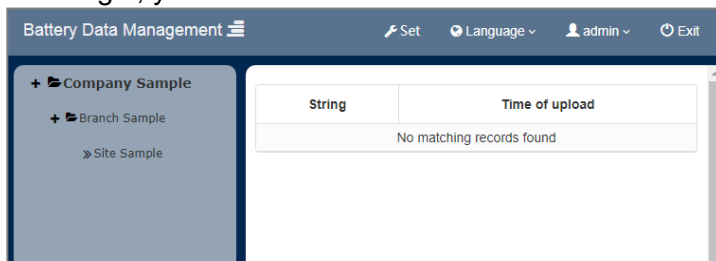 Battery Data Management Set Language admin Exit
+ Company Sample
+ Branch Sample
Site Sample
String Time of upload
No matching records found